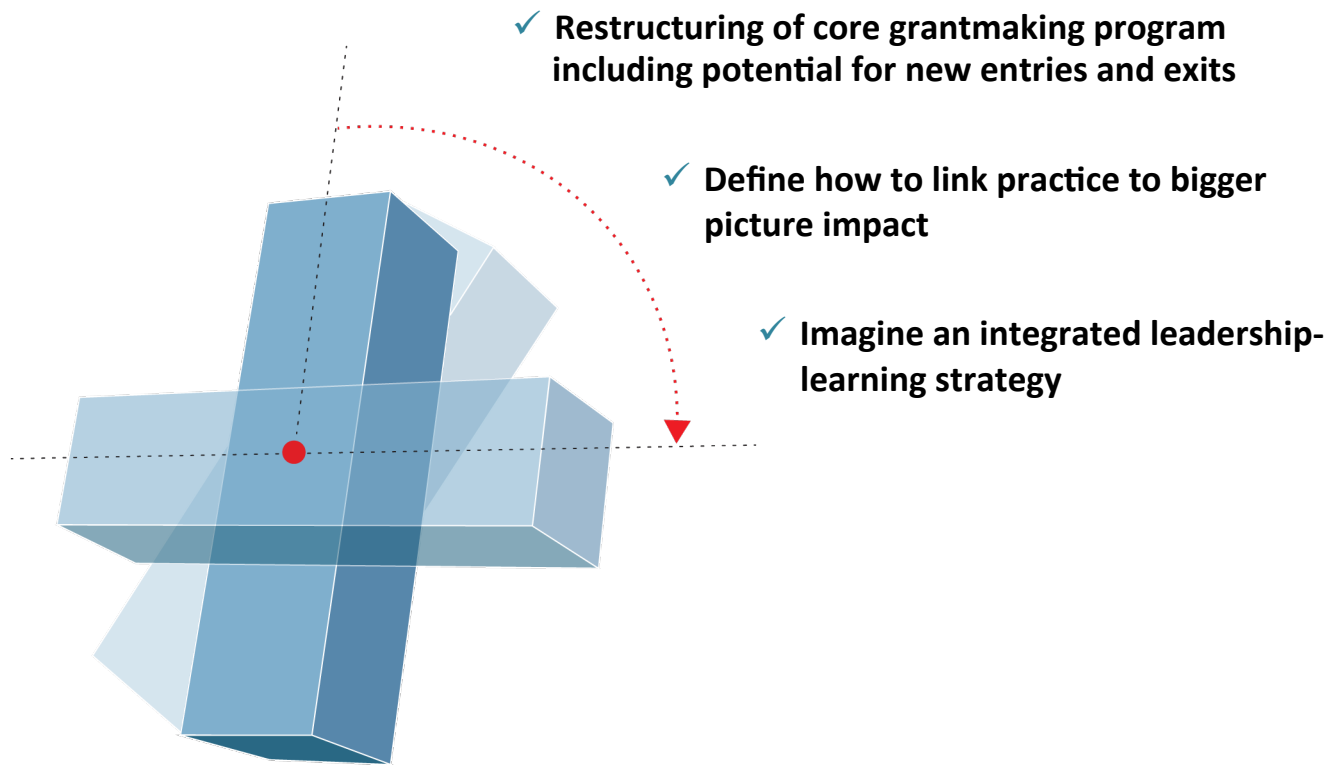 ✓ Restructuring of core grantmaking program
including potential for new entries and exits
✓ Define how to link practice to bigger
picture impact
✓ Imagine an integrated leadership-
learning strategy